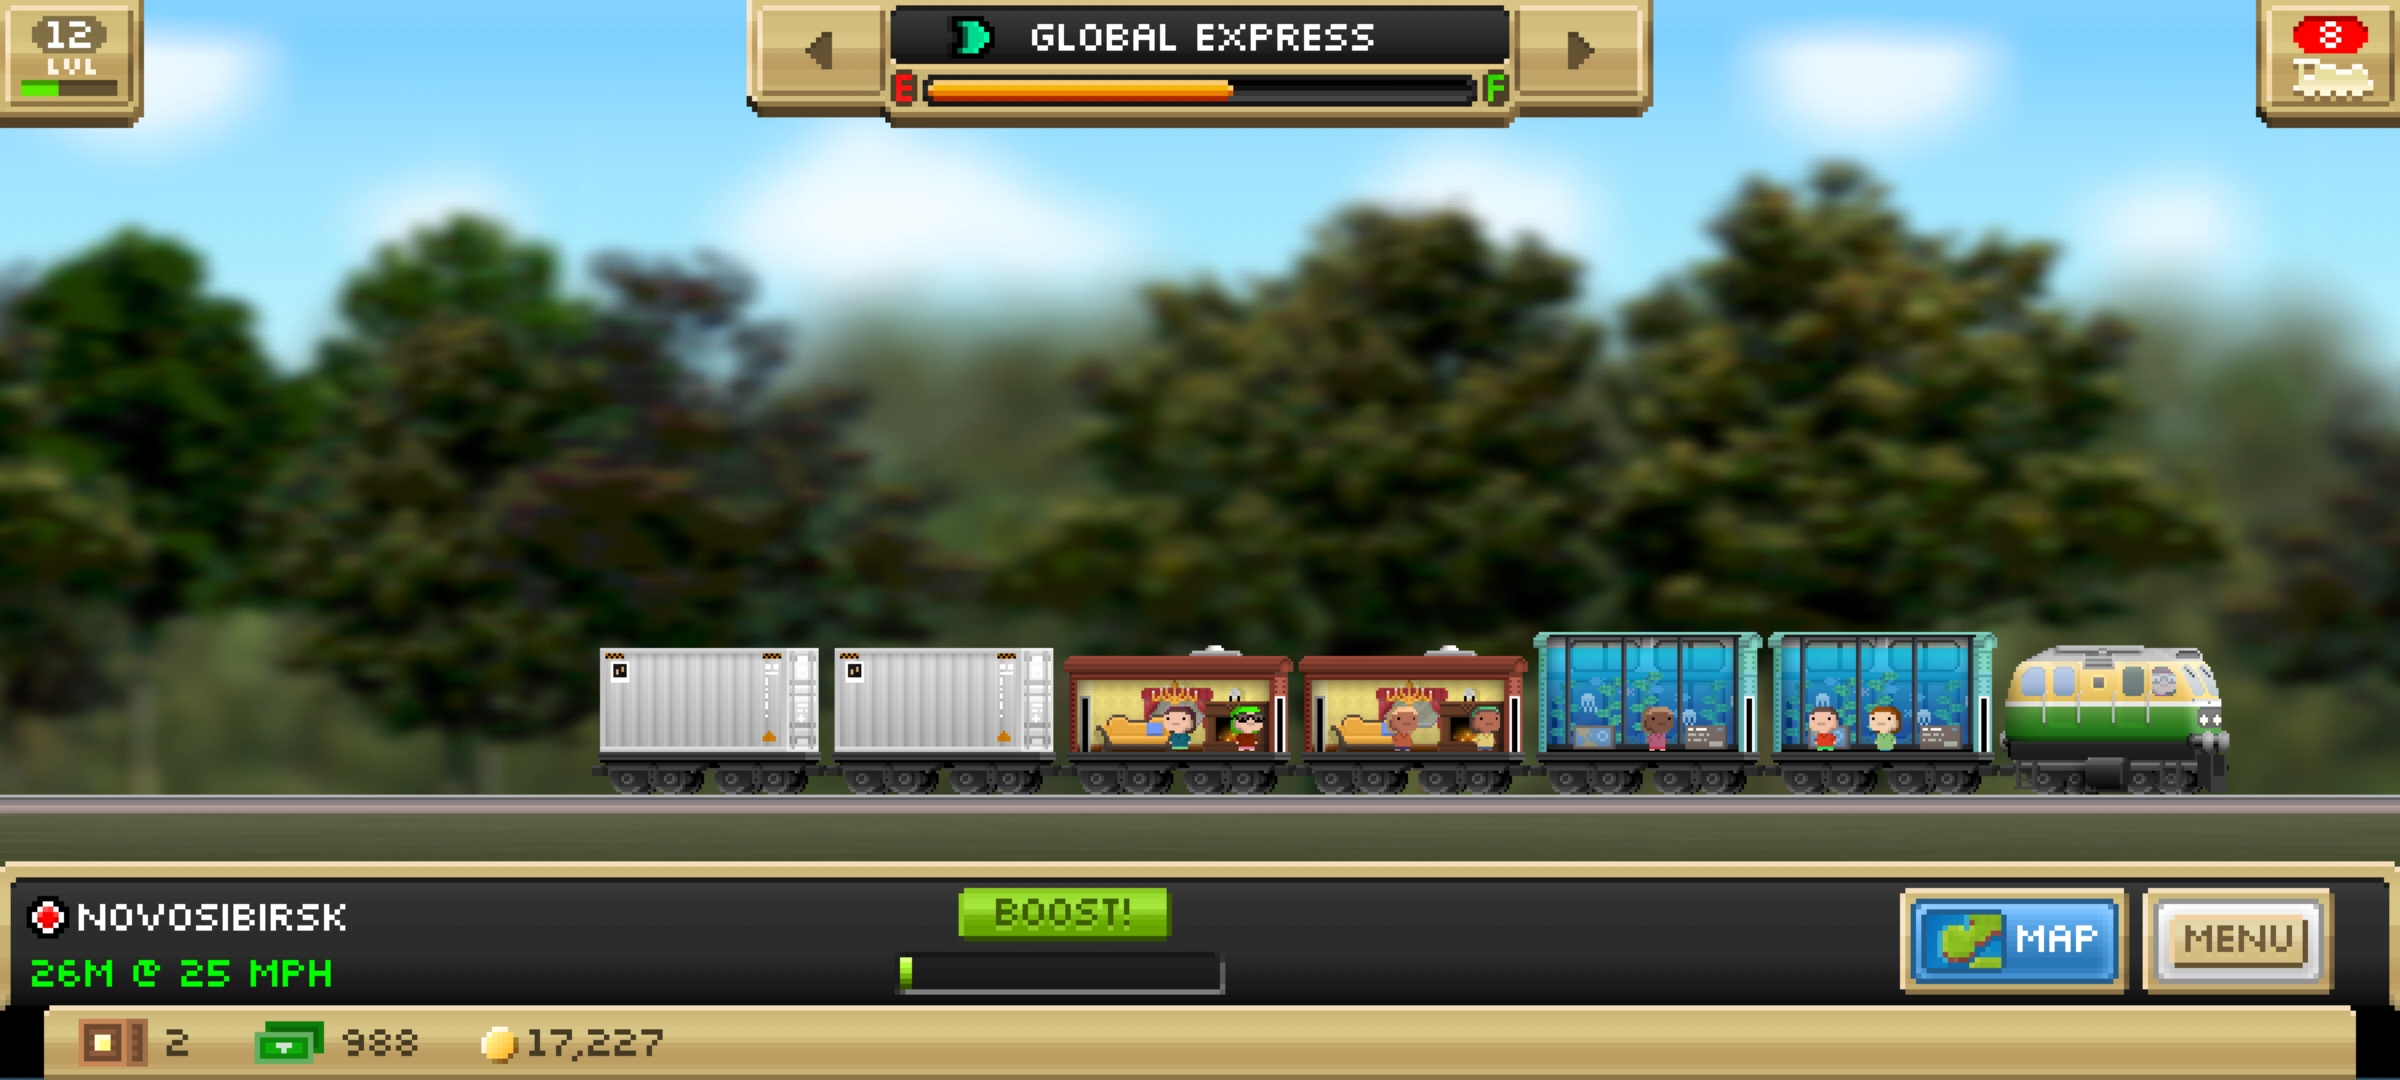 12
LVL
GLOBAL EXPRESS
E F
8
NOVOSIBIRSK
26M @ 25 MPH
BOOST!
MAP
MENU
2
988
17,227